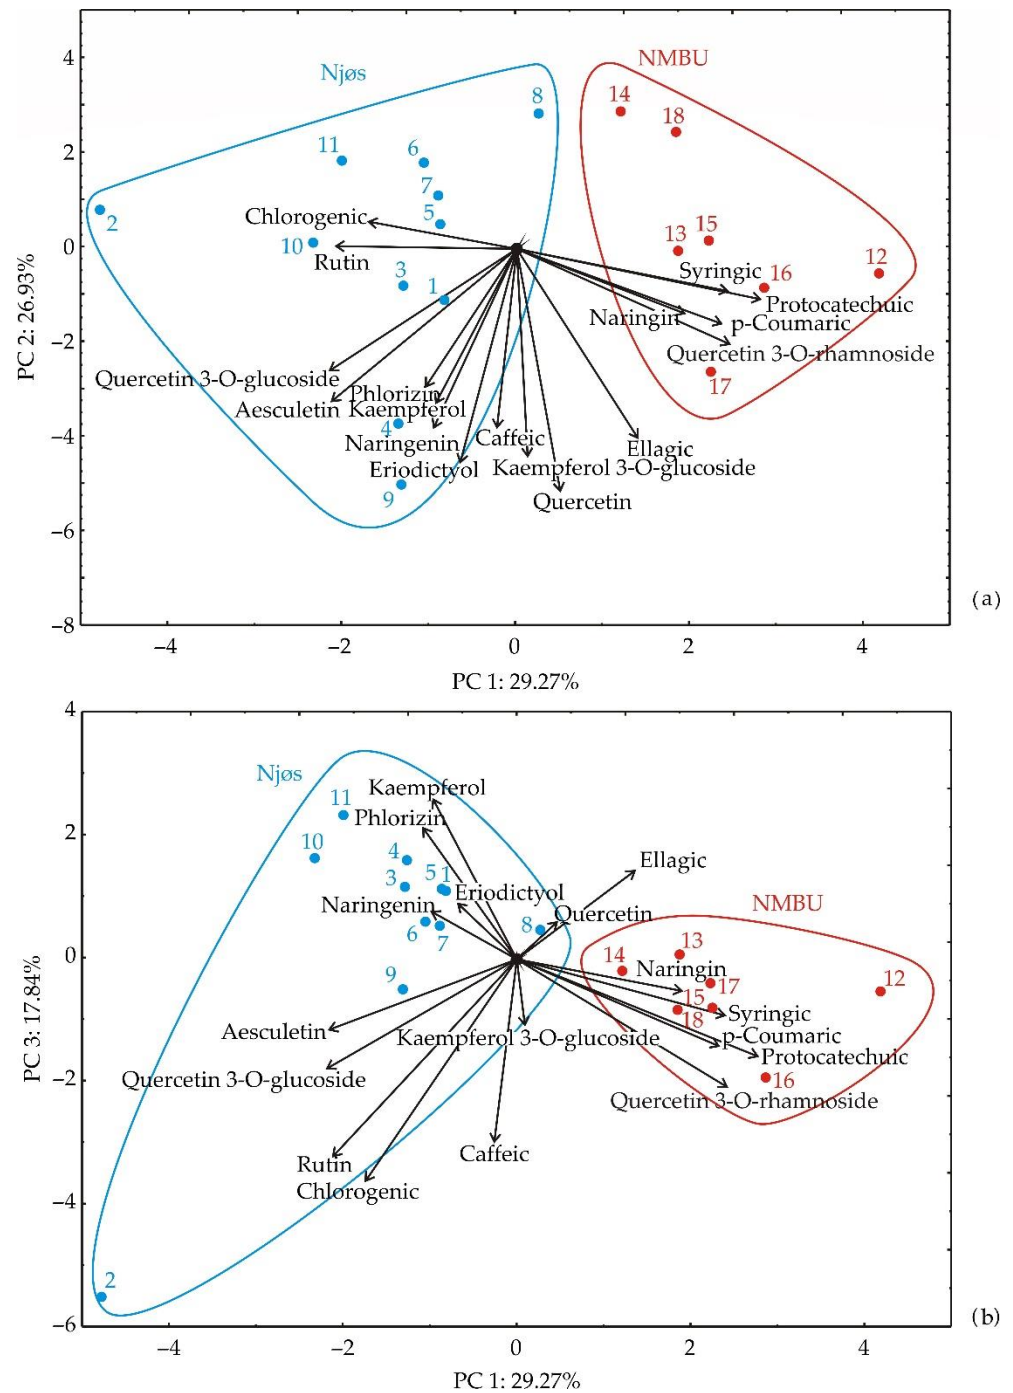 4
Njøs
NMBU
8
14
18
2
11
6
7
2
Chlorogenic
5
15
13
0
10
Rutin
3
1
Syringic
16
12
Protocatechuic
Naringin
p-Coumaric
−2
Quercetin 3-O-rhamnoside
Quercetin 3-O-glucoside
Phlorizin
17
Aesculetin
Kaempferol
−4
4
Naringenin
Caffeic
Ellagic
Eriodictyol
Kaempferol 3-O-glucoside
9
Quercetin
−6
−8
PC 2: 26.93%
(a)
−4
−2
0
2
4
PC 1: 29.27%
4
Njøs
Kaempferol
11
Phlorizin
2
10
4
Ellagic
3
5
1
Eriodictyol
Naringenin
Quercetin
NMBU
6
7
8
0
14
13
9
Naringin
17
12
15
Aesculetin
18
Syringic
Kaempferol 3-O-glucoside
p-Coumaric
Protocatechuic
−2
Quercetin 3-O-glucoside
16
Quercetin 3-O-rhamnoside
Rutin
Caffeic
Chlorogenic
−4
2
−6
PC 3: 17.84%
(b)
−4
−2
0
2
4
PC 1: 29.27%